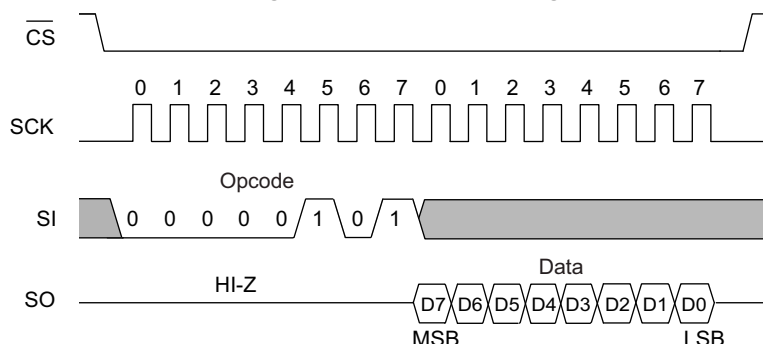 CS
0 1 2 3 4 5 6 7 0 1 2 3 4 5 6 7
SCK
Opcode
SI 0 0 0 0 0 1 0 1
Data
HI-Z
SO D7 D6 D5 D4 D3 D2 D1 D0
MSB LSB